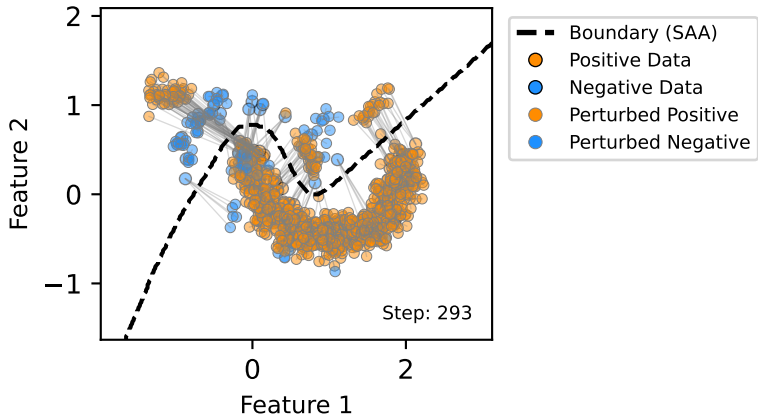 2
1
0
−1
Feature 2
0
2
Feature 1
Step: 293
Boundary (SAA)
Positive Data
Negative Data
Perturbed Positive
Perturbed Negative